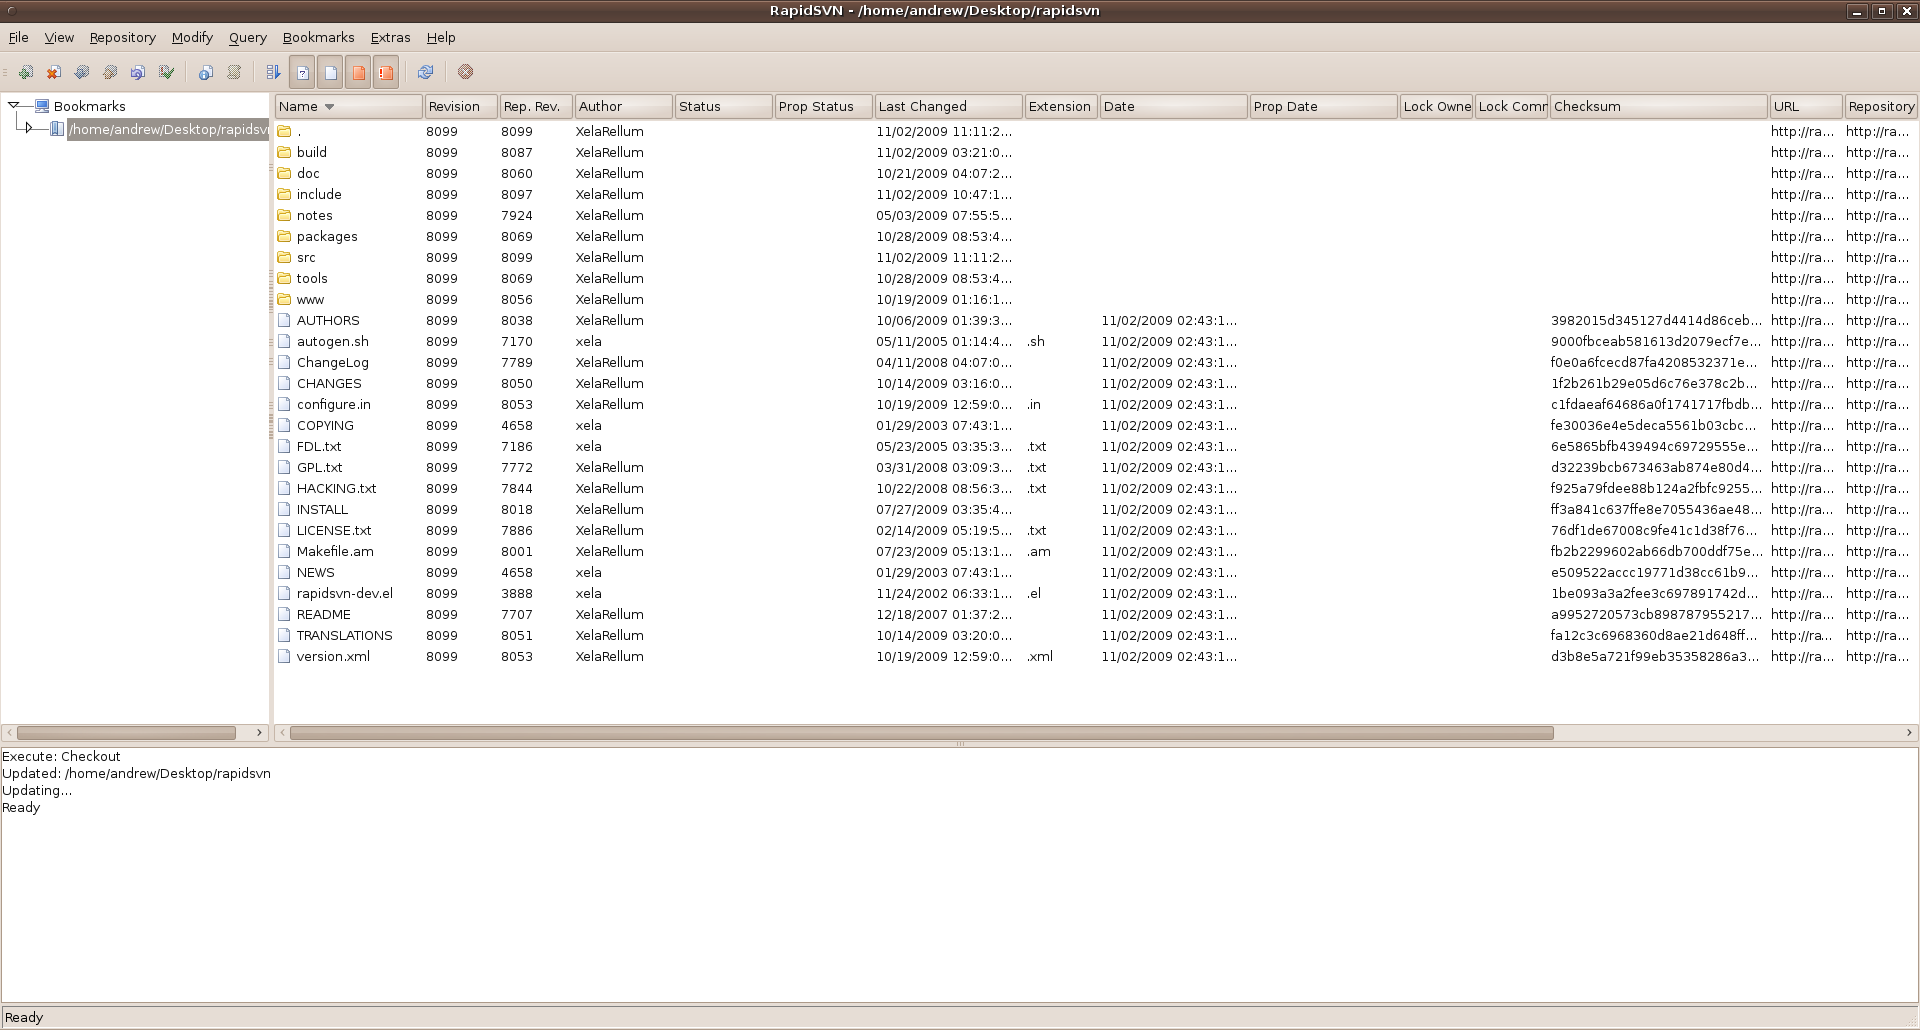 RapidSVN - /home/andrew/Desktop/rapidsvn
File View Repository Modify Query Bookmarks Extras Help
Bookmarks
/home/andrew/Desktop/rapidsv
Name Revision Rep. Rev. Author Status Prop Status Last Changed Extension Date Prop Date Lock Owne Lock Comr Checksum URL Repository
. 8099 8099 XelaRellum 11/02/2009 11:11:2... http://ra... http://ra...
build 8099 8087 XelaRellum 11/02/2009 03:21:0... http://ra... http://ra...
doc 8099 8060 XelaRellum 10/21/2009 04:07:2... http://ra... http://ra...
include 8099 8097 XelaRellum 11/02/2009 10:47:1... http://ra... http://ra...
notes 8099 7924 XelaRellum 05/03/2009 07:55:5... http://ra... http://ra...
packages 8099 8069 XelaRellum 10/28/2009 08:53:4... http://ra... http://ra...
src 8099 8099 XelaRellum 11/02/2009 11:11:2... http://ra... http://ra...
tools 8099 8069 XelaRellum 10/28/2009 08:53:4... http://ra... http://ra...
www 8099 8056 XelaRellum 10/19/2009 01:16:1... http://ra... http://ra...
AUTHORS 8099 8038 XelaRellum 10/06/2009 01:39:3... 11/02/2009 02:43:1... 3982015d345127d4414d86ceb... http://ra... http://ra...
autogen.sh 8099 7170 xela 05/11/2005 01:14:4... .sh 11/02/2009 02:43:1... 9000fbceab581613d2079ecf7e... http://ra... http://ra...
ChangeLog 8099 7789 XelaRellum 04/11/2008 04:07:0... 11/02/2009 02:43:1... f0e0a6fcecd87fa4208532371e... http://ra... http://ra...
CHANGES 8099 8050 XelaRellum 10/14/2009 03:16:0... 11/02/2009 02:43:1... 1f2b261b29e05d6c76e378c2b... http://ra... http://ra...
configure.in 8099 8053 XelaRellum 10/19/2009 12:59:0... .in 11/02/2009 02:43:1... c1fdaeaf64686a0f1741717fbdb... http://ra... http://ra...
COPYING 8099 4658 xela 01/29/2003 07:43:1... 11/02/2009 02:43:1... fe30036e4e5deca5561b03cbc... http://ra... http://ra...
FDL.txt 8099 7186 xela 05/23/2005 03:35:3... .txt 11/02/2009 02:43:1... 6e5865bfb439494c69729555e... http://ra... http://ra...
GPL.txt 8099 7772 XelaRellum 03/31/2008 03:09:3... .txt 11/02/2009 02:43:1... d32239bcb673463ab874e80d4... http://ra... http://ra...
HACKING.txt 8099 7844 XelaRellum 10/22/2008 08:56:3... .txt 11/02/2009 02:43:1... f925a79fdee88b124a2fbfc9255... http://ra... http://ra...
INSTALL 8099 8018 XelaRellum 07/27/2009 03:35:4... 11/02/2009 02:43:1... ff3a841c637ffe8e7055436ae48... http://ra... http://ra...
LICENSE.txt 8099 7886 XelaRellum 02/14/2009 05:19:5... .txt 11/02/2009 02:43:1... 76df1de67008c9fe41c1d38f76... http://ra... http://ra...
Makefile.am 8099 8001 XelaRellum 07/23/2009 05:13:1... .am 11/02/2009 02:43:1... fb2b2299602ab66db700ddf75e... http://ra... http://ra...
NEWS 8099 4658 xela 01/29/2003 07:43:1... 11/02/2009 02:43:1... e509522accc19771d38cc61b9... http://ra... http://ra...
rapidsvn-dev.el 8099 3888 xela 11/24/2002 06:33:1... .el 11/02/2009 02:43:1... 1be093a3a2fee3c697891742d... http://ra... http://ra...
README 8099 7707 XelaRellum 12/18/2007 01:37:2... 11/02/2009 02:43:1... a9952720573cb898787955217... http://ra... http://ra...
TRANSLATIONS 8099 8051 XelaRellum 10/14/2009 03:20:0... 11/02/2009 02:43:1... fa12c3c6968360d8ae21d648ff... http://ra... http://ra...
version.xml 8099 8053 XelaRellum 10/19/2009 12:59:0... .xml 11/02/2009 02:43:1... d3b8e5a721f99eb35358286a3... http://ra... http://ra...
Execute: Checkout
Updated: /home/andrew/Desktop/rapidsvn
Updating...
Ready
Ready